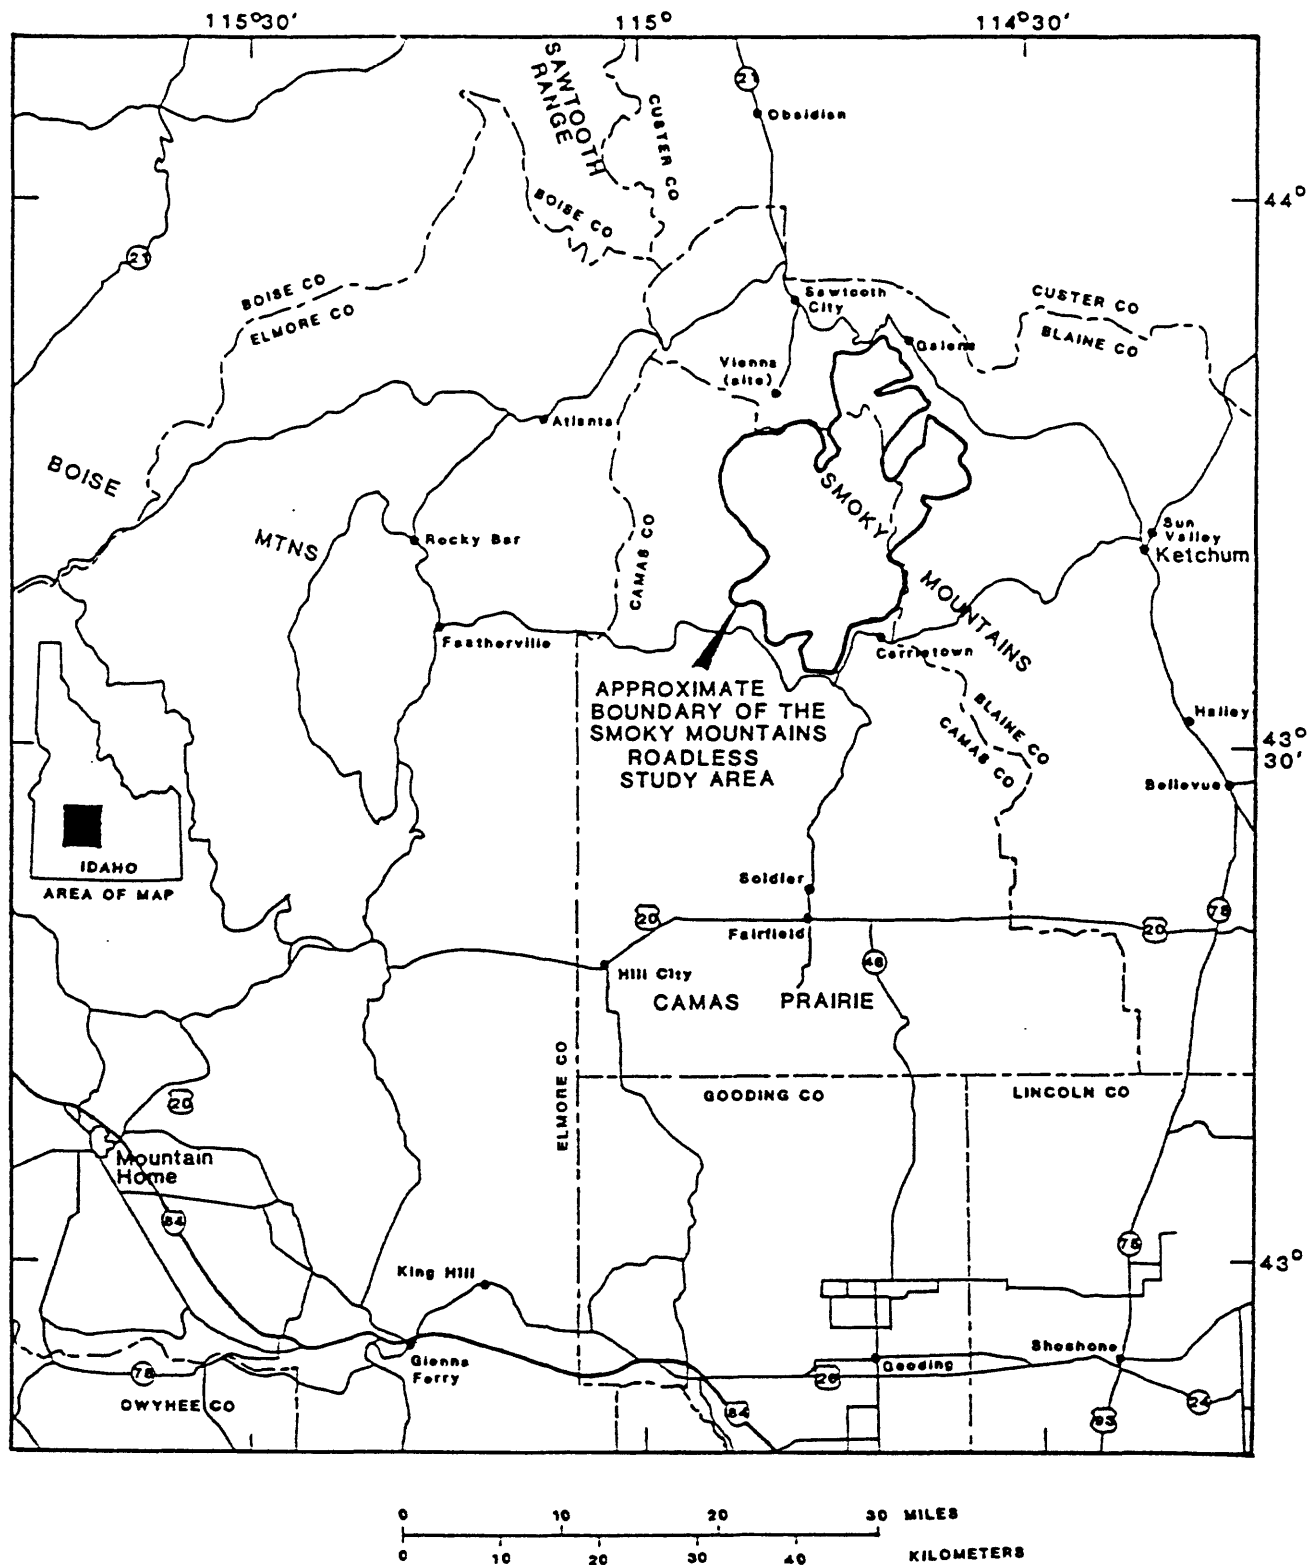 115°30′
115°
114°30′
SAWTOOTH
RANGE
CUSTER CO
21
Obsidian
44°
BOISE CO
21
BOISE CO
ELMORE CO
Sawtooth
City
CUSTER CO
BLAINE CO
Galena
Vienna
(site)
Atlanta
BOISE
MTNS
SMOKY
MOUNTAINS
Sun
Valley
Ketchum
Rocky Bar
CAMAS CO
Featherville
Carrietown
APPROXIMATE
BOUNDARY OF THE
SMOKY MOUNTAINS
ROADLESS
STUDY AREA
BLAINE CO
CAMAS CO
Hailey
43°
30′
Bellevue
IDAHO
AREA OF MAP
Soldier
20
Fairfield
20
Hill City
46
CAMAS PRAIRIE
ELMORE CO
GOODING CO
LINCOLN CO
20
Mountain
Home
84
75
43°
King Hill
Glenns
Ferry
78
OWYHEE CO
Shoshone
Gooding
26
84
24
93
0 10 20 30 MILES
0 10 20 30 40 KILOMETERS